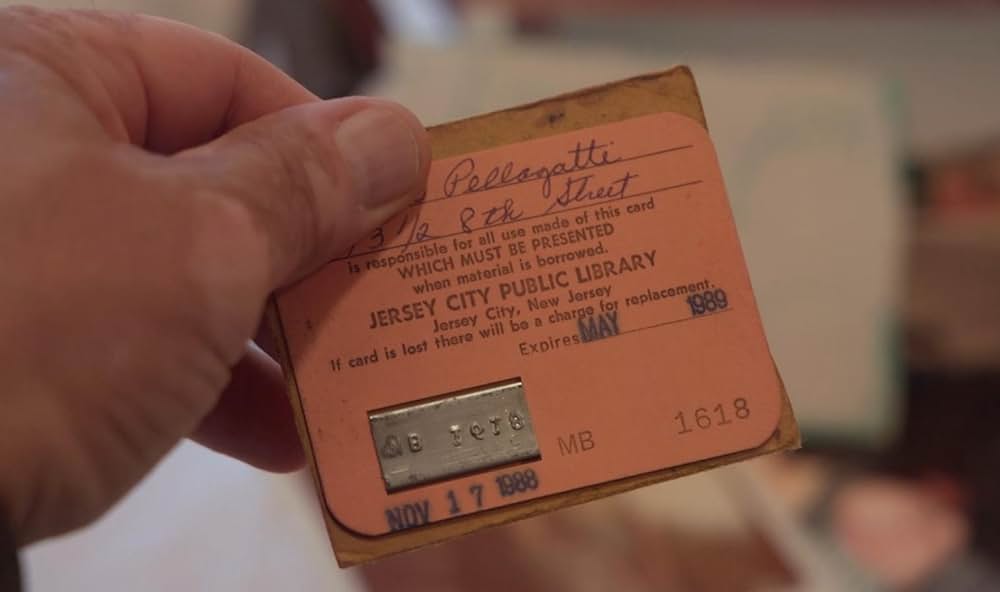 Pellagatti
3 1/2 8th Street
is responsible for all use made of this card
WHICH MUST BE PRESENTED
when material is borrowed.
JERSEY CITY PUBLIC LIBRARY
Jersey City, New Jersey
If card is lost there will be a charge for replacement.
Expires MAY 1989
MB 1618
NOV 17 1988